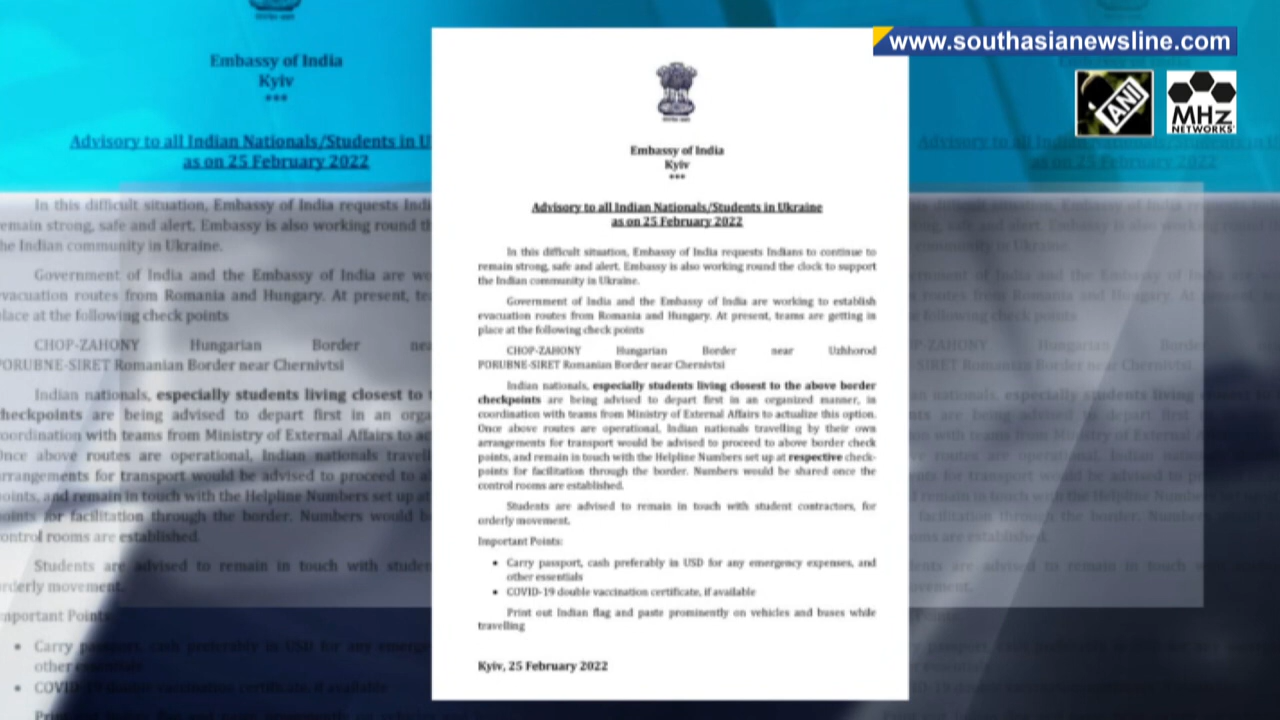 www.southasianewsline.com
ANI
MHz
NETWORKS
Embassy of India
Kyiv
***
Advisory to all Indian Nationals/Students in Ukraine
as on 25 February 2022
In this difficult situation, Embassy of India requests Indians to continue to
remain strong, safe and alert. Embassy is also working round the clock to support
the Indian community in Ukraine.
Government of India and the Embassy of India are working to establish
evacuation routes from Romania and Hungary. At present, teams are getting in
place at the following check points
CHOP-ZAHONY Hungarian Border near Uzhhorod
PORUBNE-SIRET Romanian Border near Chernivtsi
Indian nationals, especially students living closest to the above border
checkpoints are being advised to depart first in an organized manner, in
coordination with teams from Ministry of External Affairs to actualize this option.
Once above routes are operational, Indian nationals travelling by their own
arrangements for transport would be advised to proceed to above border check
points, and remain in touch with the Helpline Numbers set up at respective check-
points for facilitation through the border. Numbers would be shared once the
control rooms are established.
Students are advised to remain in touch with student contractors, for
orderly movement.
Important Points:
• Carry passport, cash preferably in USD for any emergency expenses, and
other essentials
• COVID-19 double vaccination certificate, if available
Print out Indian flag and paste prominently on vehicles and buses while
travelling
Kyiv, 25 February 2022